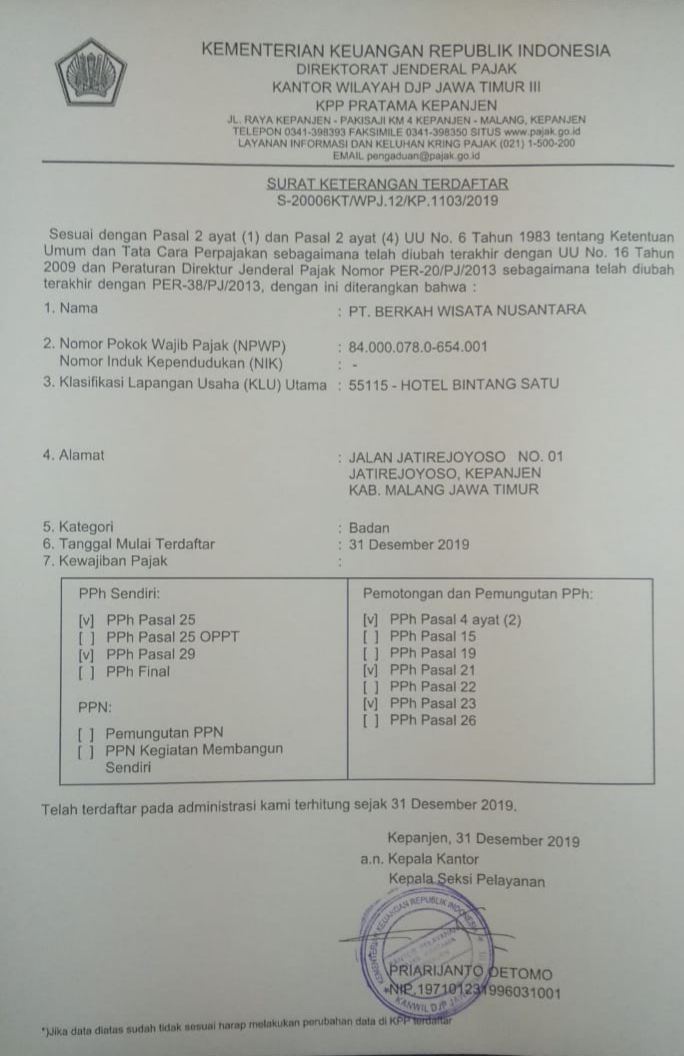 KEMENTERIAN KEUANGAN REPUBLIK INDONESIA
DIREKTORAT JENDERAL PAJAK
KANTOR WILAYAH DJP JAWA TIMUR III
KPP PRATAMA KEPANJEN
JL. RAYA KEPANJEN - PAKISAJI KM 4 KEPANJEN - MALANG, KEPANJEN
TELEPON 0341-398393 FAKSIMILE 0341-398350 SITUS www.pajak.go.id
LAYANAN INFORMASI DAN KELUHAN KRING PAJAK (021) 1-500-200
EMAIL pengaduan@pajak.go.id
SURAT KETERANGAN TERDAFTAR
S-20006KT/WPJ.12/KP.1103/2019
Sesuai dengan Pasal 2 ayat (1) dan Pasal 2 ayat (4) UU No. 6 Tahun 1983 tentang Ketentuan
Umum dan Tata Cara Perpajakan sebagaimana telah diubah terakhir dengan UU No. 16 Tahun
2009 dan Peraturan Direktur Jenderal Pajak Nomor PER-20/PJ/2013 sebagaimana telah diubah
terakhir dengan PER-38/PJ/2013, dengan ini diterangkan bahwa :
1. Nama : PT. BERKAH WISATA NUSANTARA
2. Nomor Pokok Wajib Pajak (NPWP) : 84.000.078.0-654.001
Nomor Induk Kependudukan (NIK) : -
3. Klasifikasi Lapangan Usaha (KLU) Utama : 55115 - HOTEL BINTANG SATU
4. Alamat : JALAN JATIREJOYOSO NO. 01
JATIREJOYOSO, KEPANJEN
KAB. MALANG JAWA TIMUR
5. Kategori : Badan
6. Tanggal Mulai Terdaftar : 31 Desember 2019
7. Kewajiban Pajak :
PPh Sendiri:
[v] PPh Pasal 25
[ ] PPh Pasal 25 OPPT
[v] PPh Pasal 29
[ ] PPh Final
PPN:
[ ] Pemungutan PPN
[ ] PPN Kegiatan Membangun
Sendiri
Pemotongan dan Pemungutan PPh:
[v] PPh Pasal 4 ayat (2)
[ ] PPh Pasal 15
[ ] PPh Pasal 19
[v] PPh Pasal 21
[ ] PPh Pasal 22
[v] PPh Pasal 23
[ ] PPh Pasal 26
Telah terdaftar pada administrasi kami terhitung sejak 31 Desember 2019.
Kepanjen, 31 Desember 2019
a.n. Kepala Kantor
Kepala Seksi Pelayanan
KEMENTERIAN KEUANGAN REPUBLIK INDONESIA
KANWIL DJP
PRIARIJANTO OETOMO
NIP 197101231996031001
*)Jika data diatas sudah tidak sesuai harap melakukan perubahan data di KPP terdaftar